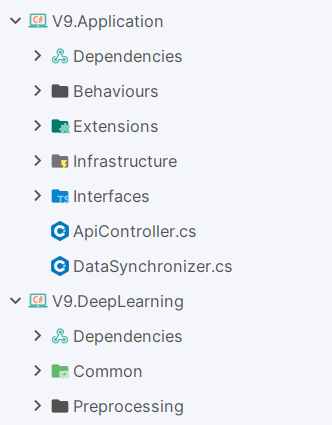 V9.Application
Dependencies
Behaviours
Extensions
Infrastructure
Interfaces
ApiController.cs
DataSynchronizer.cs
V9.DeepLearning
Dependencies
Common
Preprocessing